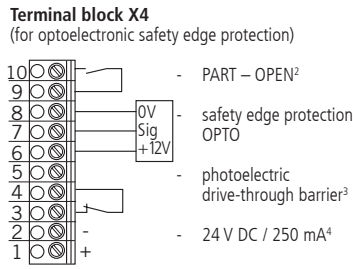 Terminal block X4
(for optoelectronic safety edge protection)
10
9
8
7
6
5
4
3
2
1
0V
Sig
+12V
-
+
- PART – OPEN²
- safety edge protection
OPTO
- photoelectric
drive-through barrier³
- 24 V DC / 250 mA⁴